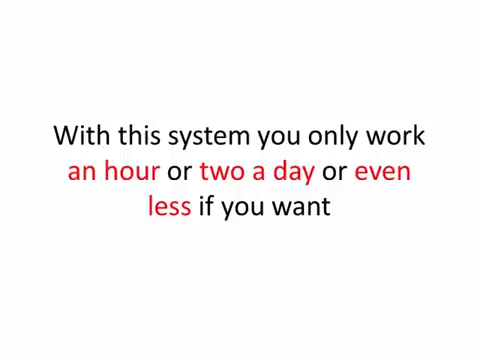 With this system you only work
an hour or two a day or even
less if you want